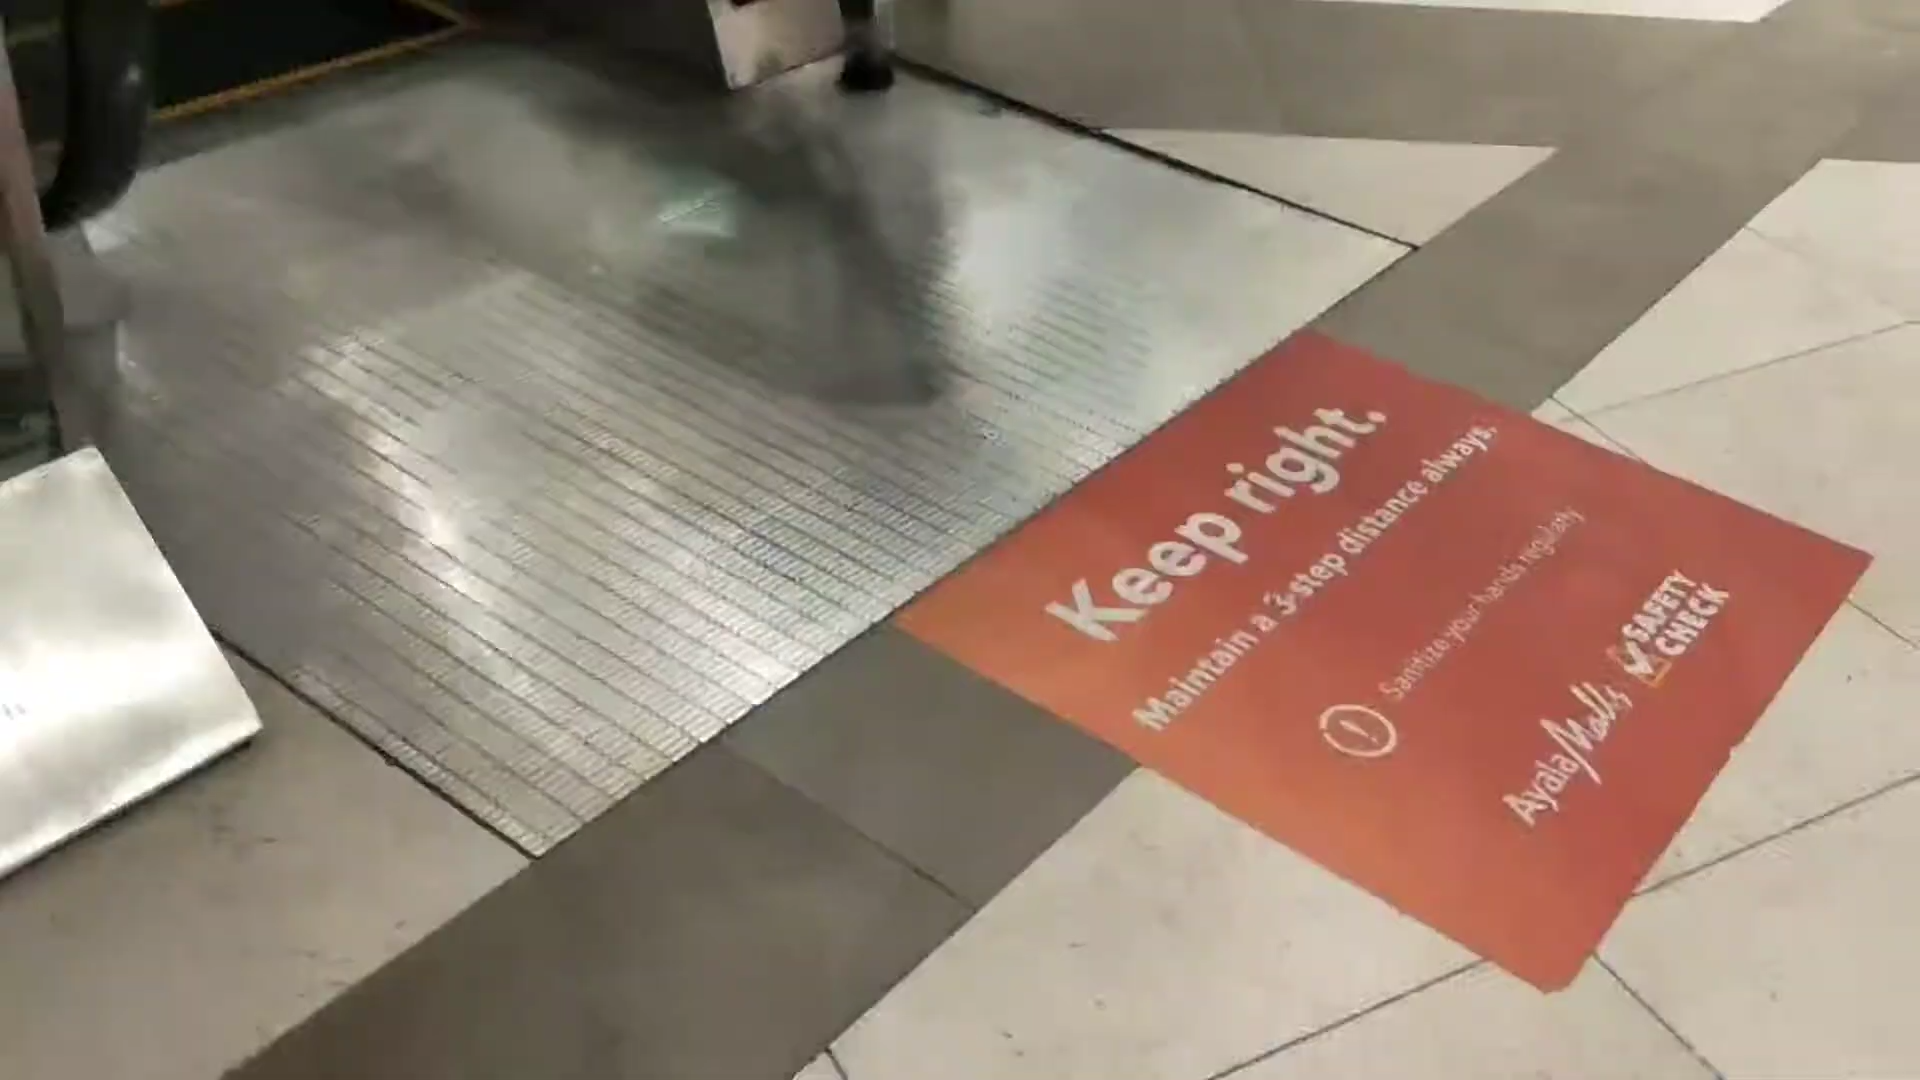 Keep right.
Maintain a 3-step distance always.
Sanitize your hands regularly
Ayala Malls
SAFETY
CHECK